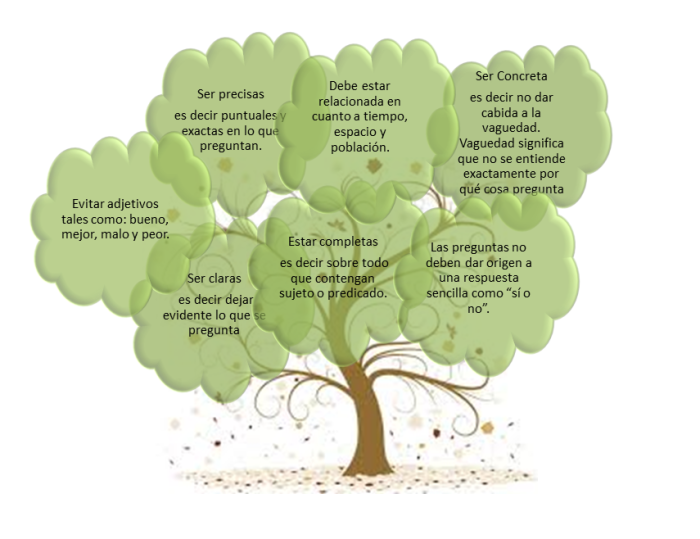 Ser precisas
es decir puntuales y
exactas en lo que
preguntan.
Debe estar
relacionada en
cuanto a tiempo,
espacio y
población.
Ser Concreta
es decir no dar
cabida a la
vaguedad.
Vaguedad significa
que no se entiende
exactamente por
qué cosa pregunta
Evitar adjetivos
tales como: bueno,
mejor, malo y peor.
Ser claras
es decir dejar
evidente lo que se
pregunta
Estar completas
es decir sobre todo
que contengan
sujeto o predicado.
Las preguntas no
deben dar origen a
una respuesta
sencilla como “sí o
no”.